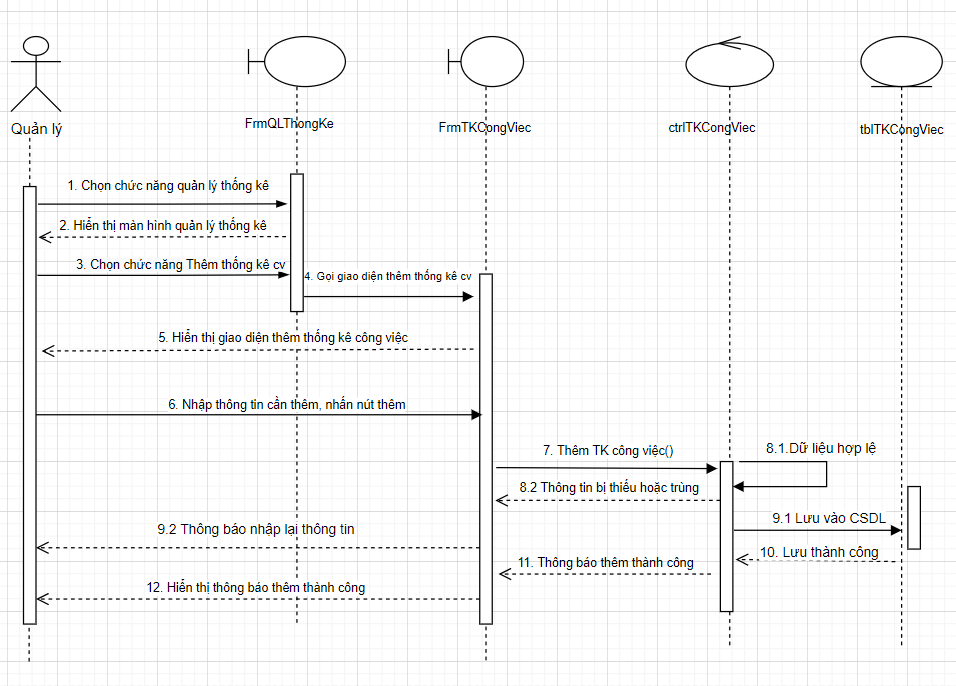 Quản lý
FrmQLThongKe
FrmTKCongViec
ctrlTKCongViec
tblTKCongViec
1. Chọn chức năng quản lý thống kê
2. Hiển thị màn hình quản lý thống kê
3. Chọn chức năng Thêm thống kê cv
4. Gọi giao diện thêm thống kê cv
5. Hiển thị giao diện thêm thống kê công việc
6. Nhập thông tin cần thêm, nhấn nút thêm
7. Thêm TK công việc()
8.1.Dữ liệu hợp lệ
8.2 Thông tin bị thiếu hoặc trùng
9.1 Lưu vào CSDL
9.2 Thông báo nhập lại thông tin
10. Lưu thành công
11. Thông báo thêm thành công
12. Hiển thị thông báo thêm thành công